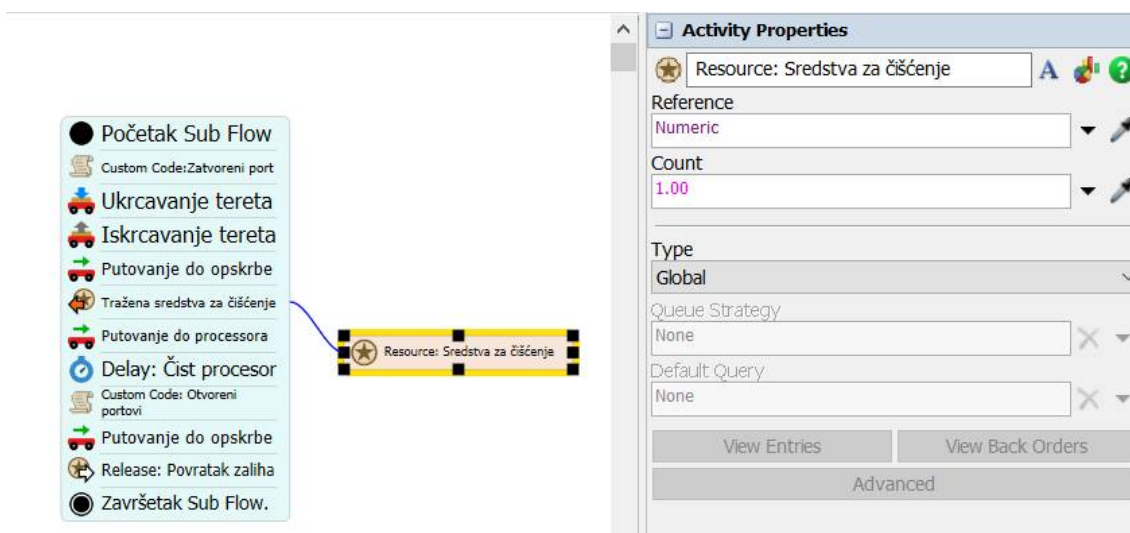 Početak Sub Flow
Custom Code:Zatvoreni port
Ukrcavanje tereta
Iskrcavanje tereta
Putovanje do opskrbe
Tražena sredstva za čišćenje
Putovanje do processora
Delay: Čist procesor
Custom Code: Otvoreni
portovi
Putovanje do opskrbe
Release: Povratak zaliha
Završetak Sub Flow.
Resource: Sredstva za čišćenje
Activity Properties
Resource: Sredstva za čišćenje
A
Reference
Numeric
Count
1.00
Type
Global
Queue Strategy
None
Default Query
None
View Entries
View Back Orders
Advanced